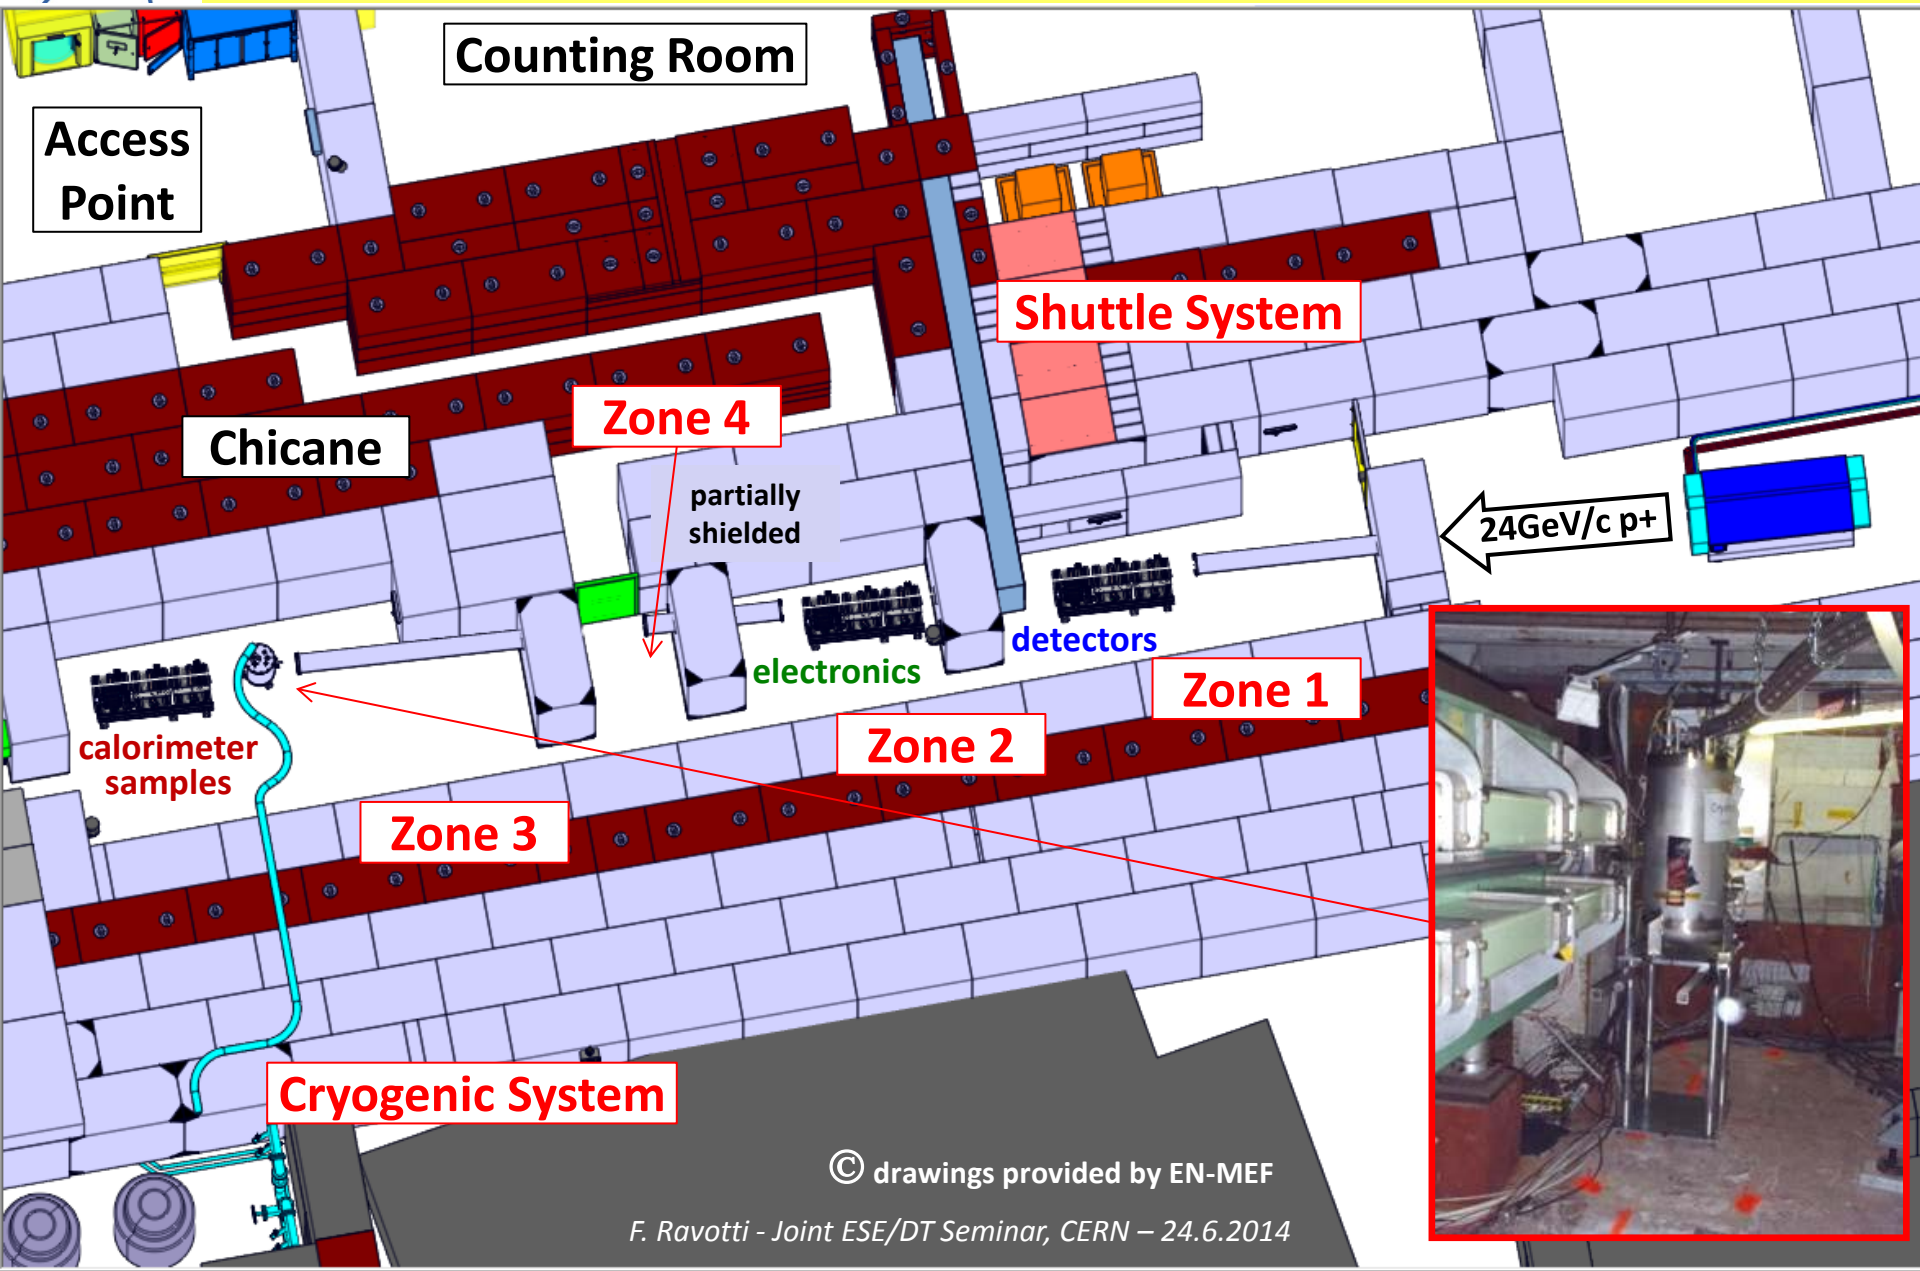 Counting Room
Access
Point
Shuttle System
Zone 4
Chicane
partially
shielded
24GeV/c p+
detectors
electronics
Zone 1
calorimeter
samples
Zone 2
Zone 3
Cryogenic System
© drawings provided by EN-MEF
F. Ravotti - Joint ESE/DT Seminar, CERN – 24.6.2014